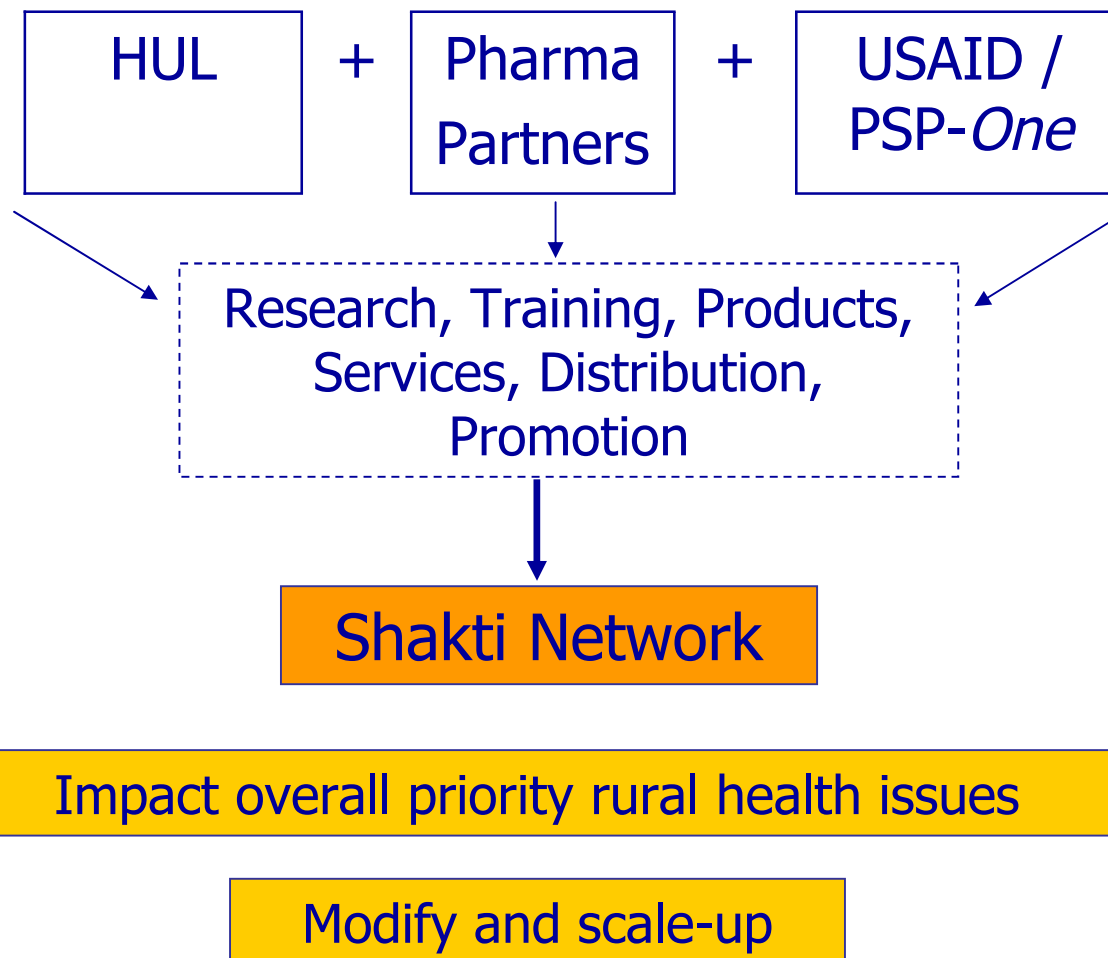 HUL + Pharma Partners + USAID / PSP-One
Research, Training, Products,
Services, Distribution,
Promotion
Shakti Network
Impact overall priority rural health issues
Modify and scale-up